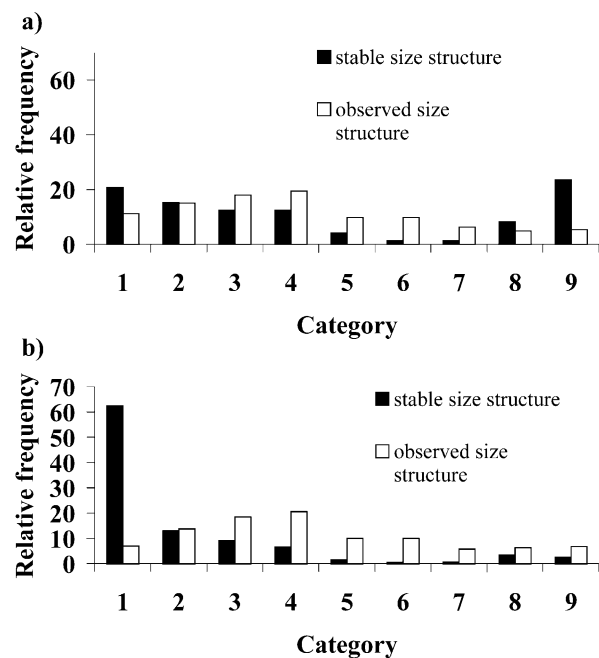 a)
Relative frequency
60
40
20
0
stable size structure
observed size
structure
1 2 3 4 5 6 7 8 9
Category
b)
Relative frequency
70
60
50
40
30
20
10
0
stable size structure
observed size
structure
1 2 3 4 5 6 7 8 9
Category